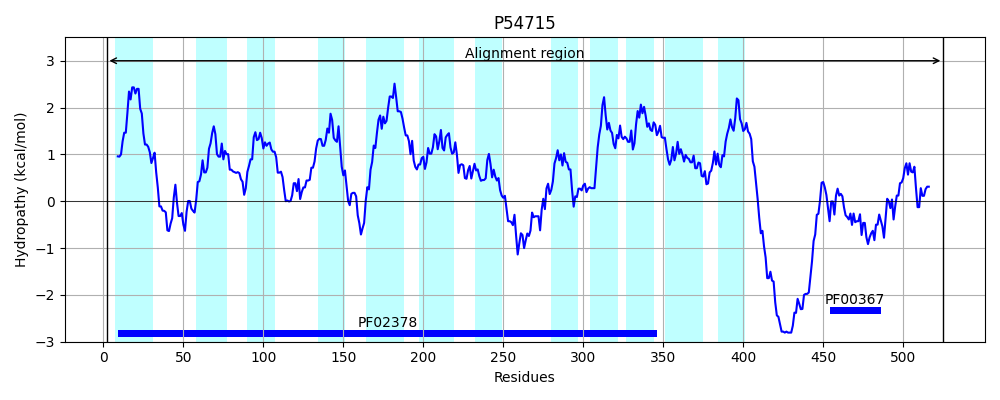 P54715
Hydropathy (kcal/mol)
3
2
1
0
−1
−2
−3
Alignment region
PF02378
PF00367
0 50 100 150 200 250 300 350 400 450 500
Residues